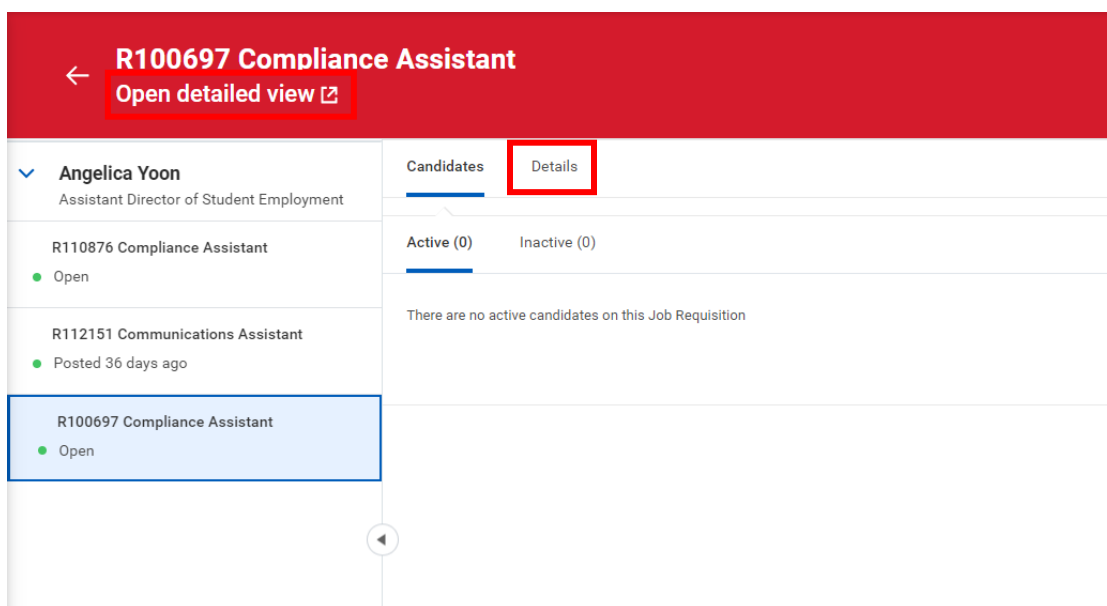 R100697 Compliance Assistant
Open detailed view
Angelica Yoon
Assistant Director of Student Employment
R110876 Compliance Assistant
Open
R112151 Communications Assistant
Posted 36 days ago
R100697 Compliance Assistant
Open
Candidates Details
Active (0) Inactive (0)
There are no active candidates on this Job Requisition